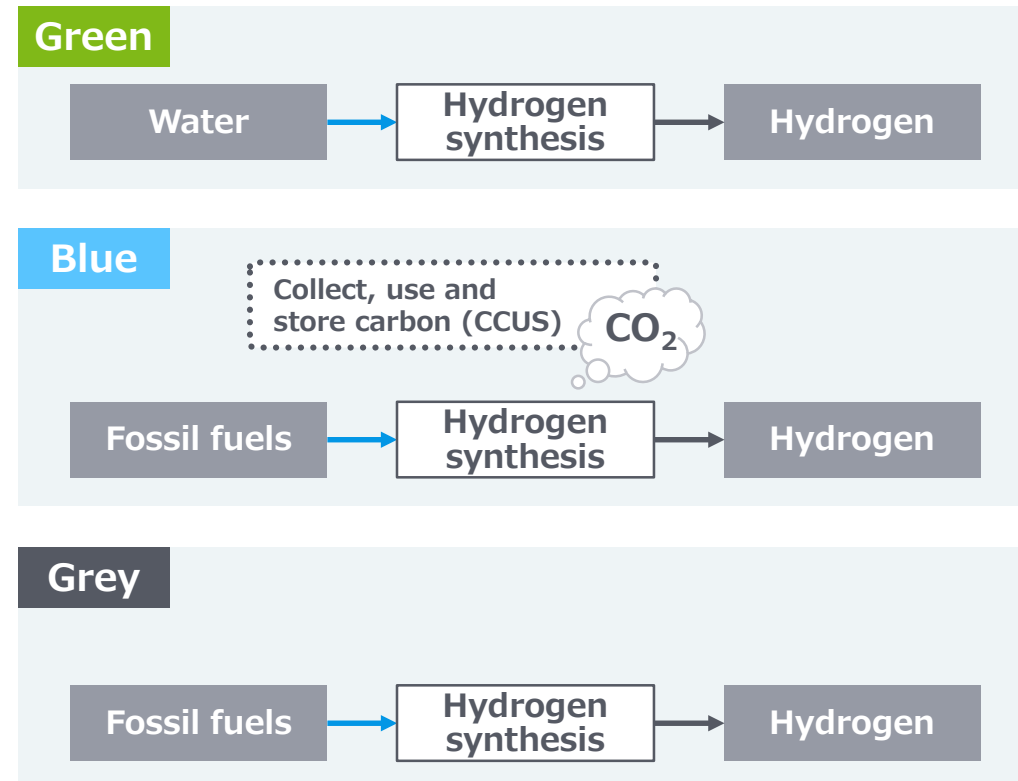 Green
Water
Hydrogen
synthesis
Hydrogen
Blue
Collect, use and
store carbon (CCUS)
CO₂
Fossil fuels
Hydrogen
synthesis
Hydrogen
Grey
Fossil fuels
Hydrogen
synthesis
Hydrogen